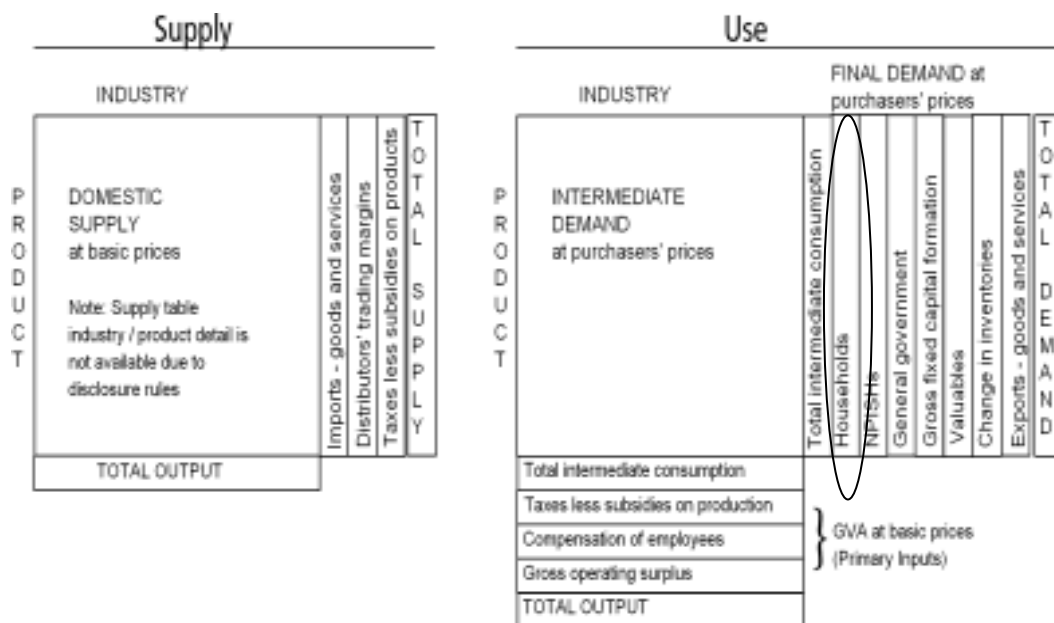 Supply
INDUSTRY
PRODUCT
DOMESTIC
SUPPLY
at basic prices
Note: Supply table
industry / product detail is
not available due to
disclosure rules
Imports - goods and services
Distributors' trading margins
Taxes less subsidies on products
TOTAL SUPPLY
TOTAL OUTPUT
Use
INDUSTRY
FINAL DEMAND at
purchasers' prices
PRODUCT
INTERMEDIATE
DEMAND
at purchasers' prices
Total intermediate consumption
Households
NPISHs
General government
Gross fixed capital formation
Valuables
Change in inventories
Exports - goods and services
TOTAL DEMAND
Total intermediate consumption
Taxes less subsidies on production
Compensation of employees
Gross operating surplus
TOTAL OUTPUT
} GVA at basic prices
(Primary Inputs)